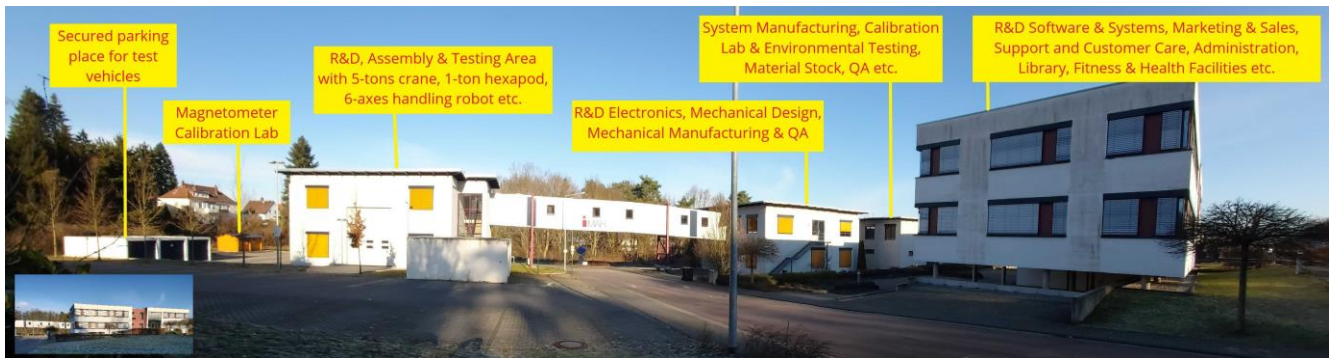 Secured parking
place for test
vehicles
Magnetometer
Calibration Lab
R&D, Assembly & Testing Area
with 5-tons crane, 1-ton hexapod,
6-axes handling robot etc.
R&D Electronics, Mechanical Design,
Mechanical Manufacturing & QA
System Manufacturing, Calibration
Lab & Environmental Testing,
Material Stock, QA etc.
R&D Software & Systems, Marketing & Sales,
Support and Customer Care, Administration,
Library, Fitness & Health Facilities etc.
iMAR